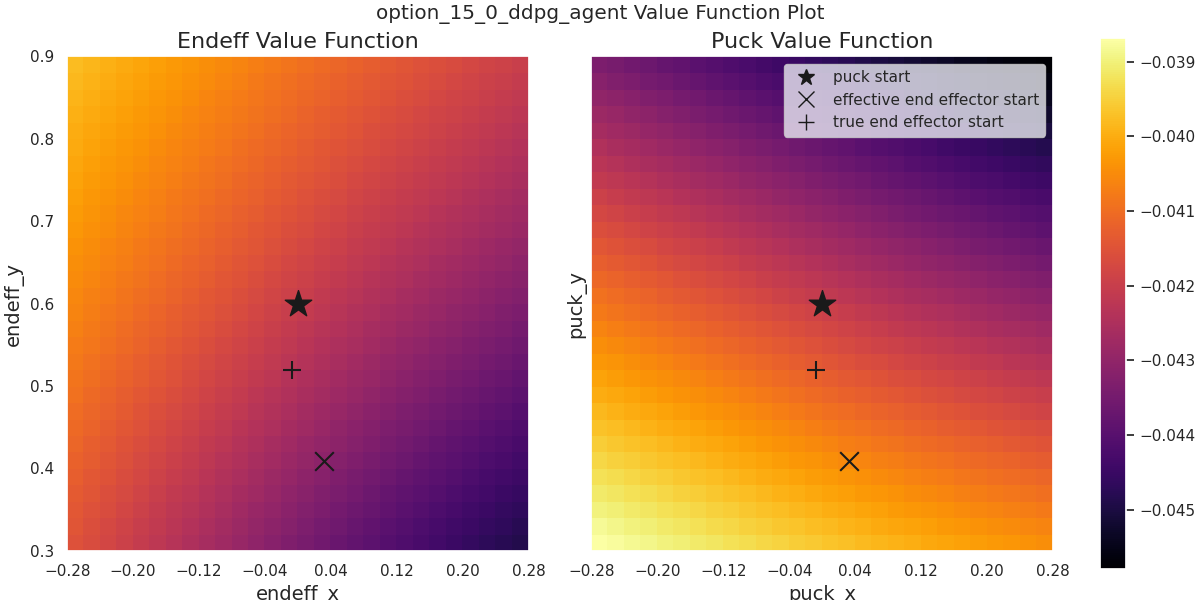 option_15_0_ddpg_agent Value Function Plot
Endeff Value Function
Puck Value Function
puck start
effective end effector start
true end effector start
0.9
0.8
0.7
0.6
0.5
0.4
0.3
endeff_y
−0.28 −0.20 −0.12 −0.04 0.04 0.12 0.20 0.28
endeff_x
puck_y
−0.28 −0.20 −0.12 −0.04 0.04 0.12 0.20 0.28
puck_x
−0.039
−0.040
−0.041
−0.042
−0.043
−0.044
−0.045